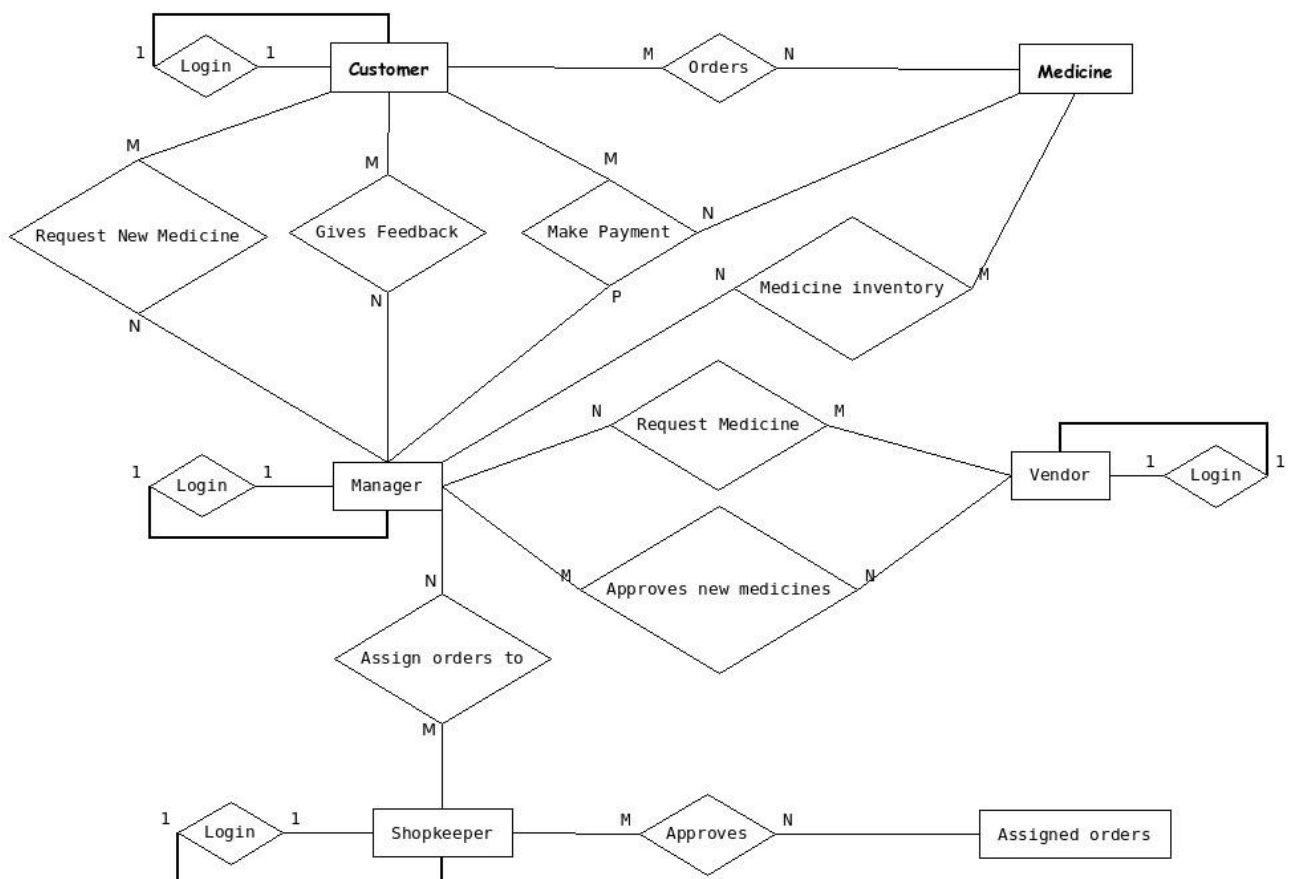 1
Login
1
Customer
M
Orders
N
Medicine
M
Request New Medicine
N
M
Gives Feedback
N
M
Make Payment
N
P
N
Medicine inventory
M
N
Request Medicine
M
1
Login
1
Manager
Vendor
1
Login
1
M
Approves new medicines
N
N
Assign orders to
M
1
Login
1
Shopkeeper
M
Approves
N
Assigned orders